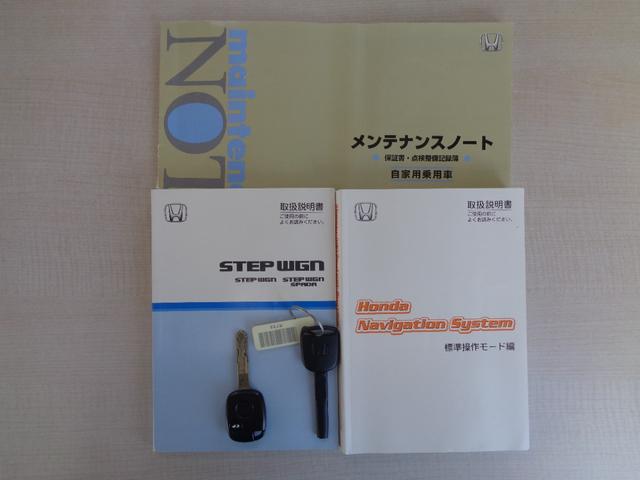 maintenance
NOTE
メンテナンスノート
保証書・点検整備記録簿
自家用乗用車
取扱説明書
ご使用の前に
よくお読みください。
STEP WGN
STEP WGN STEP WGN
SPADA
取扱説明書
ご使用の前に
よくお読みください。
Honda
Navigation System
標準操作モード編